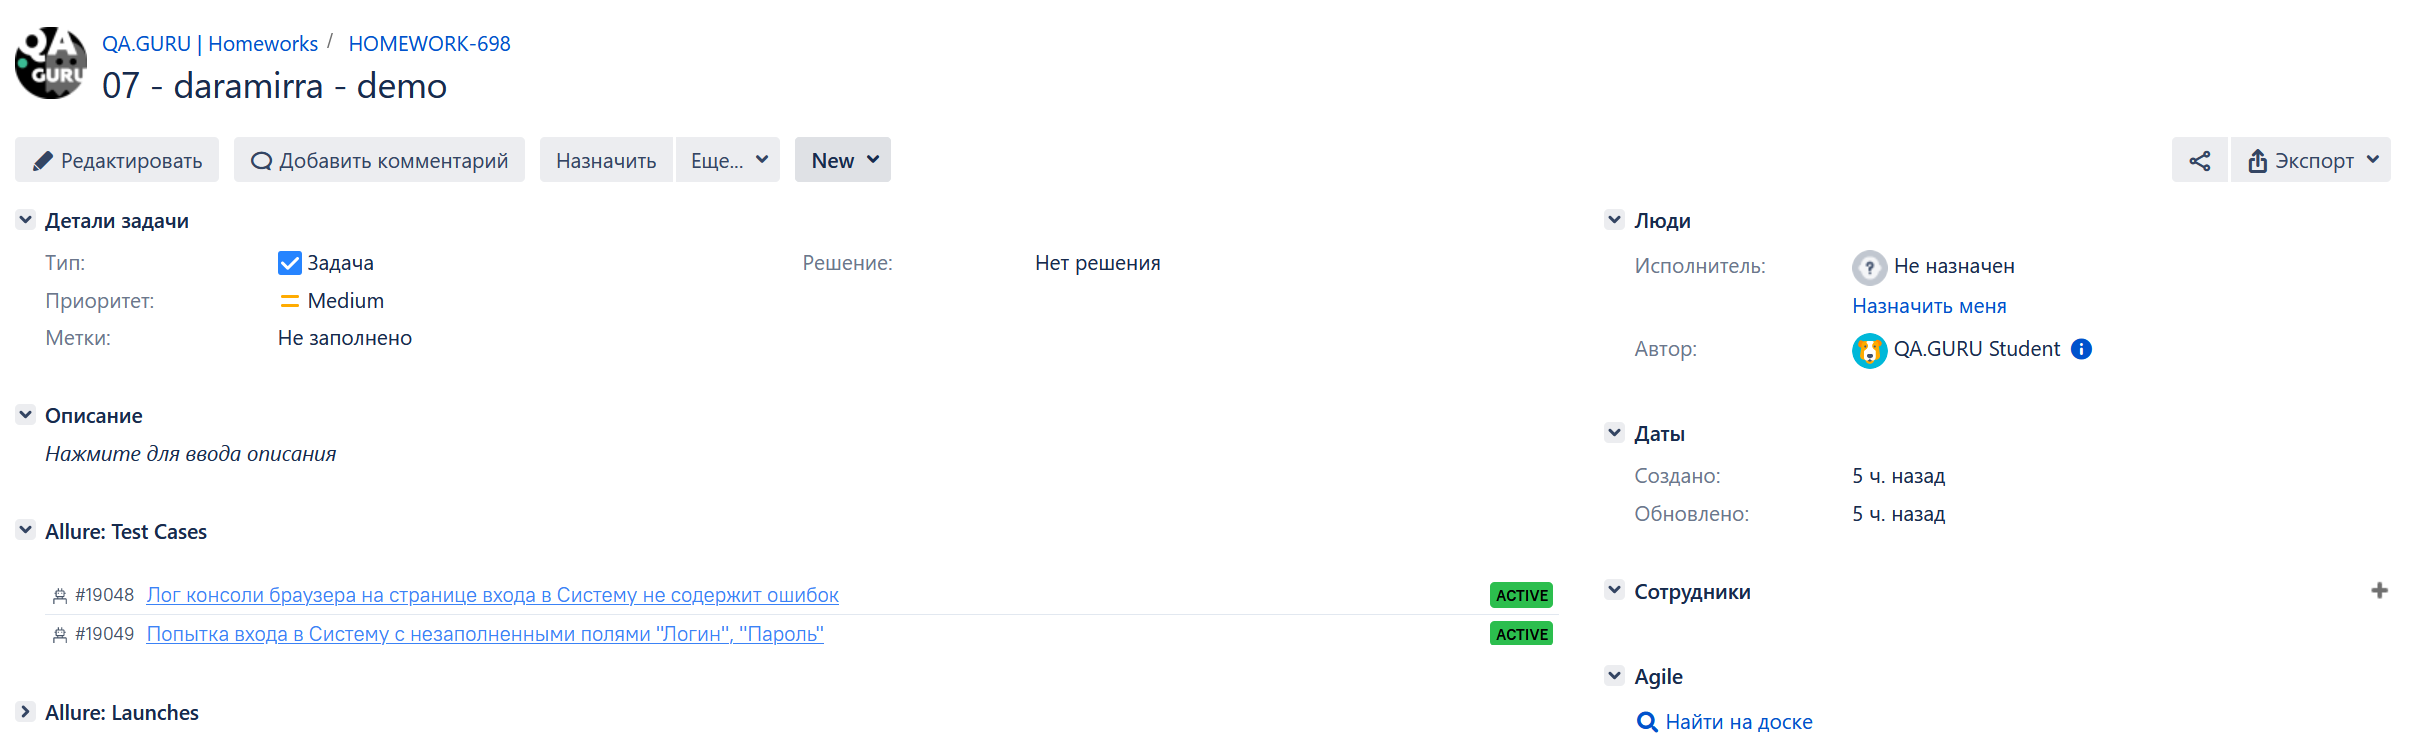 QA GURU
QA.GURU | Homeworks / HOMEWORK-698
07 - daramirra - demo
Редактировать Добавить комментарий Назначить Еще... New Экспорт
Детали задачи
Тип: Задача Решение: Нет решения
Приоритет: Medium
Метки: Не заполнено
Описание
Нажмите для ввода описания
Allure: Test Cases
#19048 Лог консоли браузера на странице входа в Систему не содержит ошибок ACTIVE
#19049 Попытка входа в Систему с незаполненными полями "Логин", "Пароль" ACTIVE
Allure: Launches
Люди
Исполнитель: Не назначен
Назначить меня
Автор: QA.GURU Student
Даты
Создано: 5 ч. назад
Обновлено: 5 ч. назад
Сотрудники
Agile
Найти на доске